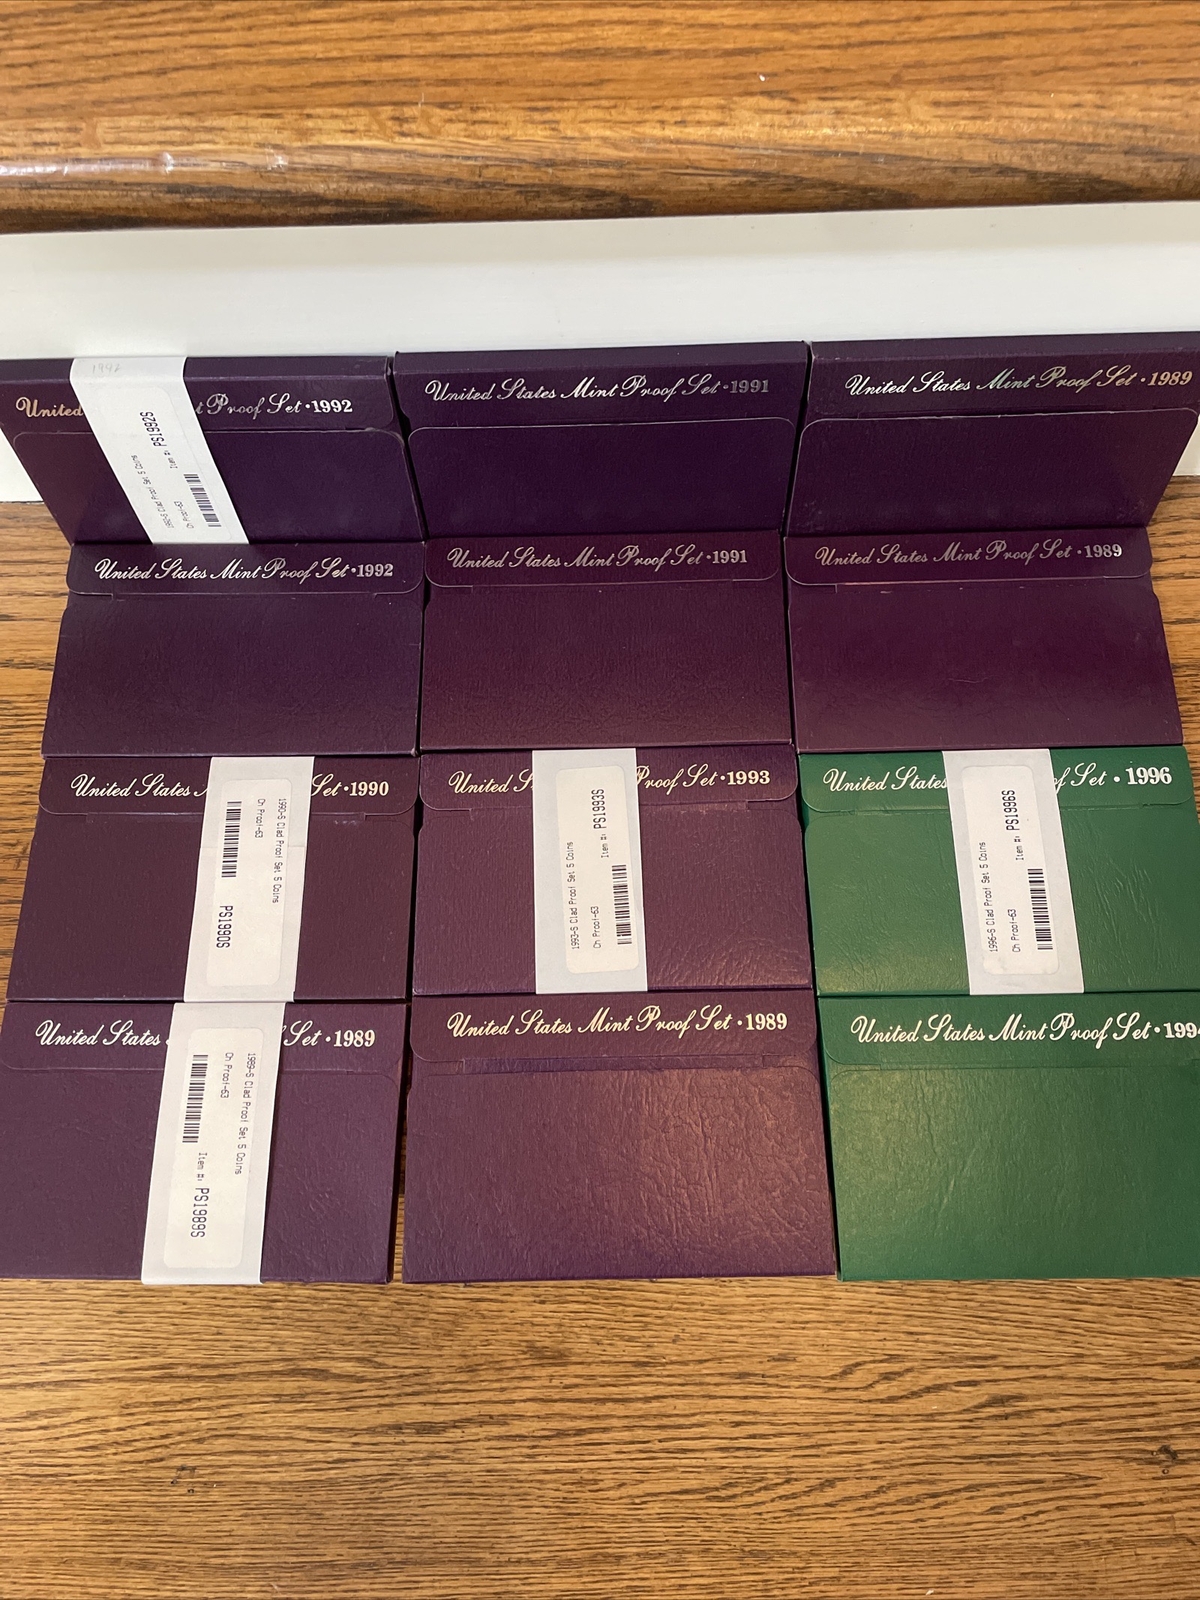 United
t Proof Set • 1992
1992
1992-S Clad Proof Set 5 Coins
Ch Proof-63
Item #: PS1992S
United States Mint Proof Set • 1991
United States Mint Proof Set • 1989
United States Mint Proof Set • 1992
United States Mint Proof Set • 1991
United States Mint Proof Set • 1989
United States
Set • 1990
1990-S Clad Proof Set 5 Coins
Ch Proof-63
PS1990S
United States
Proof Set • 1993
1993-S Clad Proof Set 5 Coins
Ch Proof-63
Item #: PS1993S
United States
of Set • 1996
1996-S Clad Proof Set 5 Coins
Ch Proof-63
Item #: PS1996S
United States
f Set • 1989
1989-S Clad Proof Set 5 Coins
Ch Proof-63
Item #: PS1989S
United States Mint Proof Set • 1989
United States Mint Proof Set • 1994